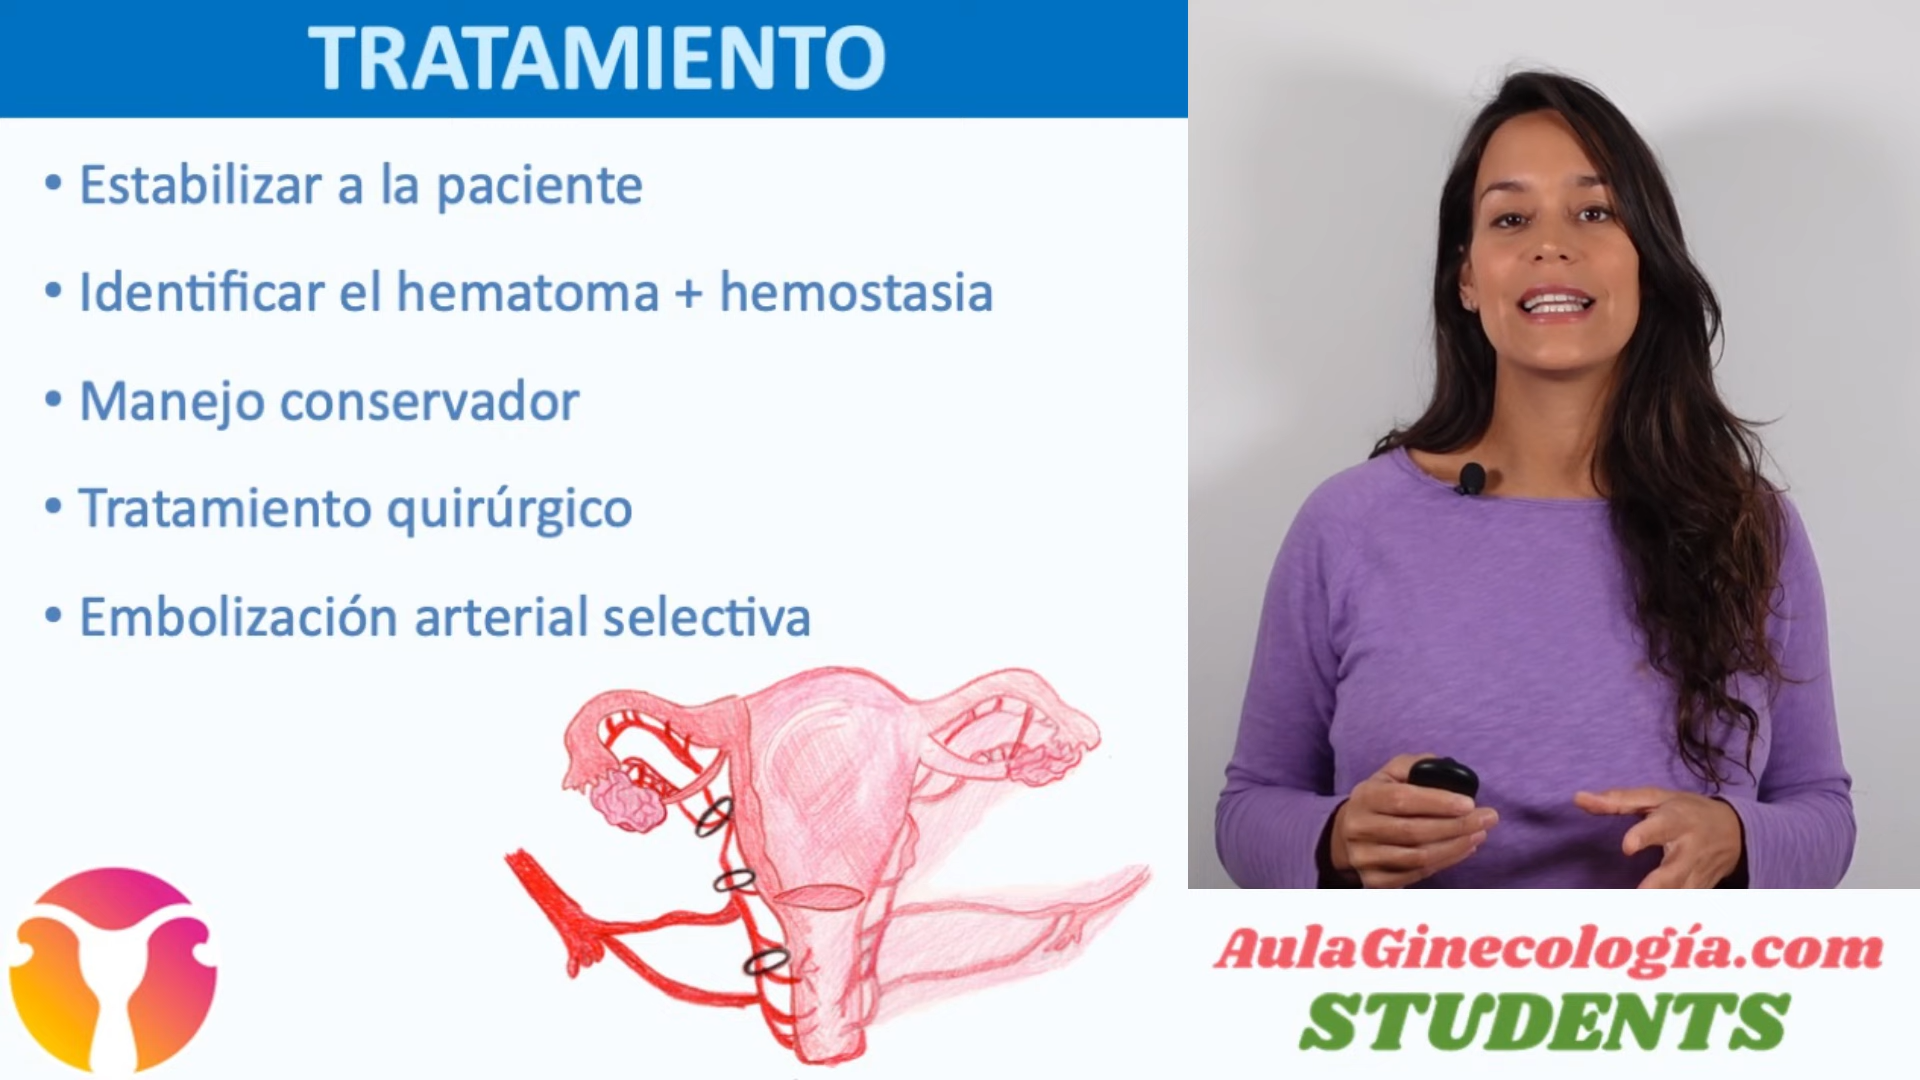 TRATAMIENTO
• Estabilizar a la paciente
• Identificar el hematoma + hemostasia
• Manejo conservador
• Tratamiento quirúrgico
• Embolización arterial selectiva
AulaGinecología.com
STUDENTS